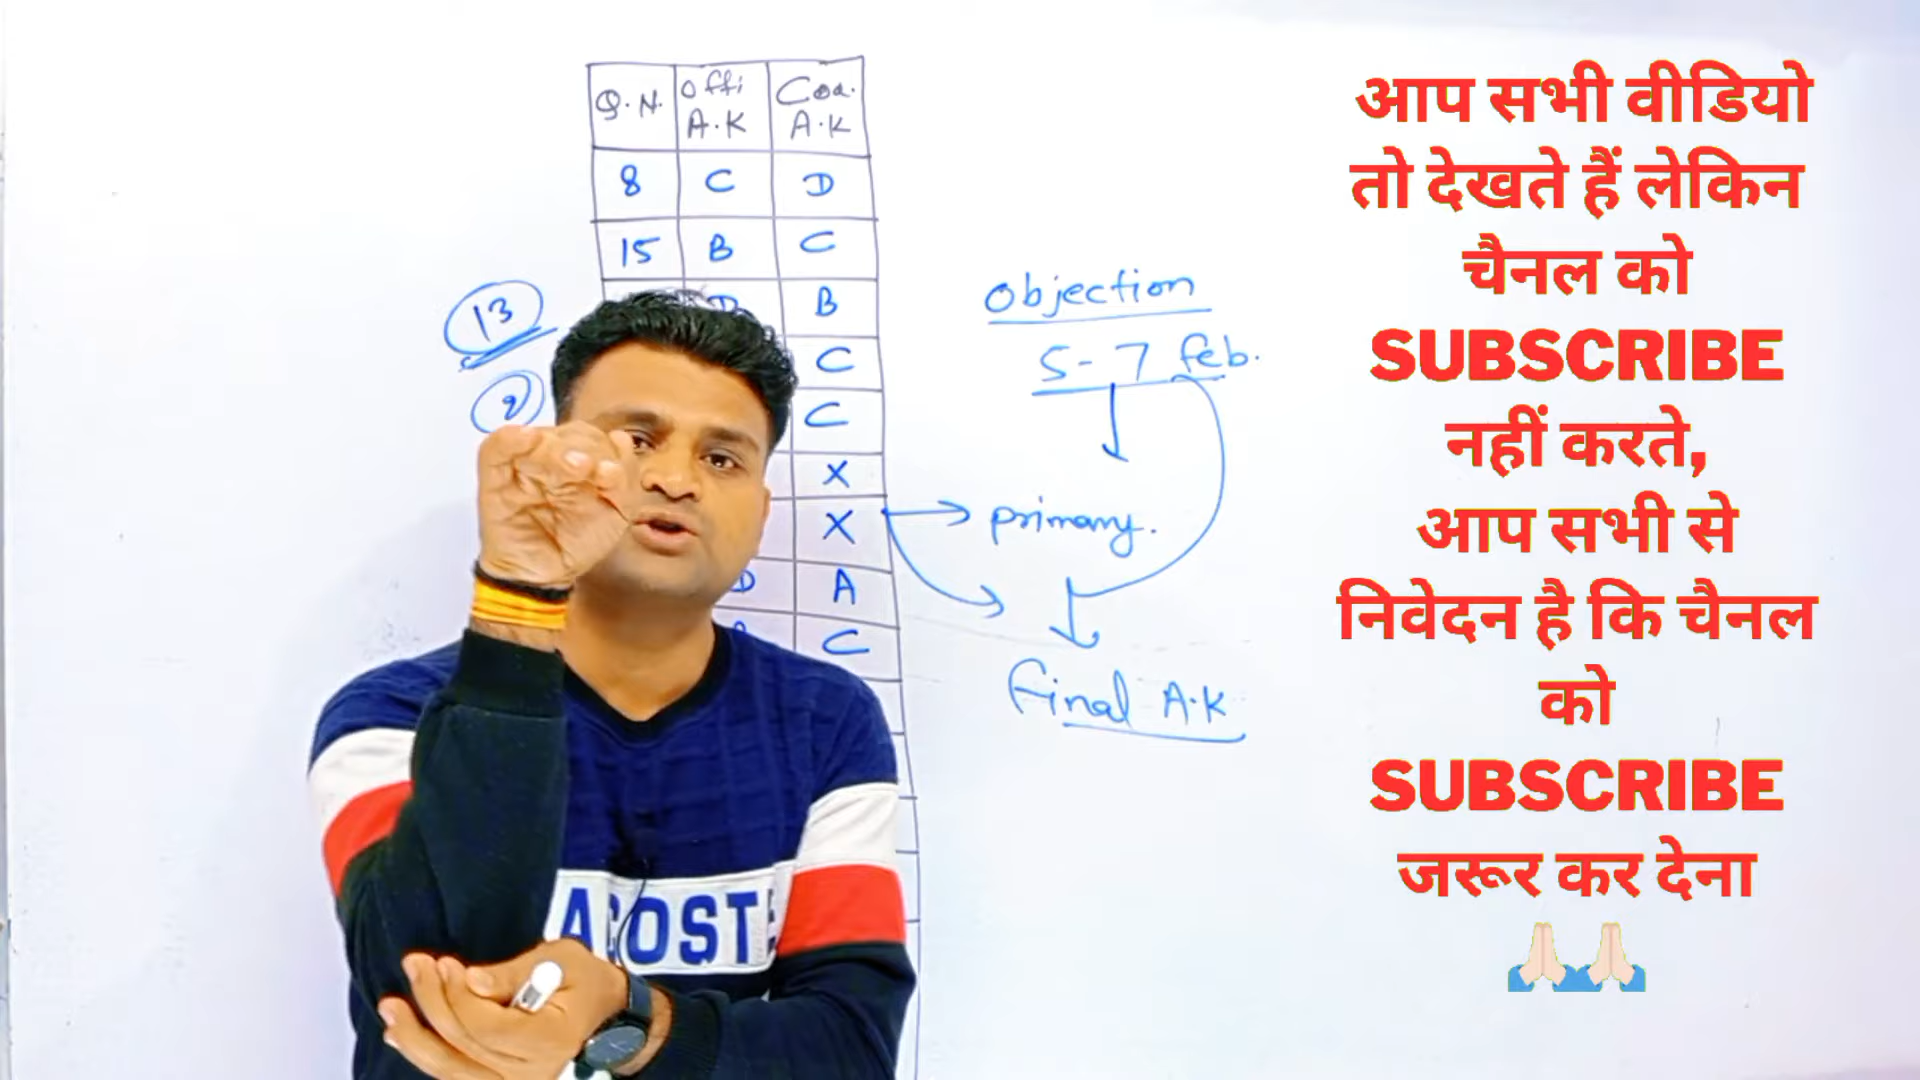 Q.N. Offi A.K Coa. A.K
8 C D
15 B C
13 B
C
C
X
X
D A
C
Objection
5-7 feb.
primary.
Final A.K
ACOSTE
आप सभी वीडियो
तो देखते हैं लेकिन
चैनल को
SUBSCRIBE
नहीं करते,
आप सभी से
निवेदन है कि चैनल
को
SUBSCRIBE
जरूर कर देना